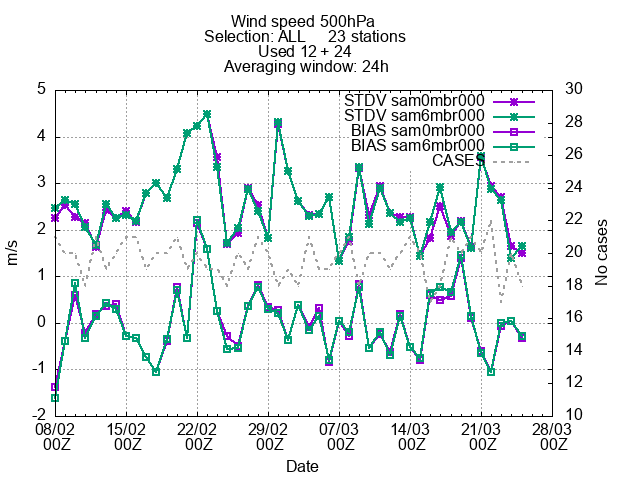 Wind speed 500hPa
Selection: ALL 23 stations
Used 12 + 24
Averaging window: 24h
STDV sam0mbr000
STDV sam6mbr000
BIAS sam0mbr000
BIAS sam6mbr000
CASES
5
4
3
2
1
0
-1
-2
m/s
30
28
26
24
22
20
18
16
14
12
10
No cases
08/02 15/02 22/02 29/02 07/03 14/03 21/03 28/03
00Z 00Z 00Z 00Z 00Z 00Z 00Z 00Z
Date